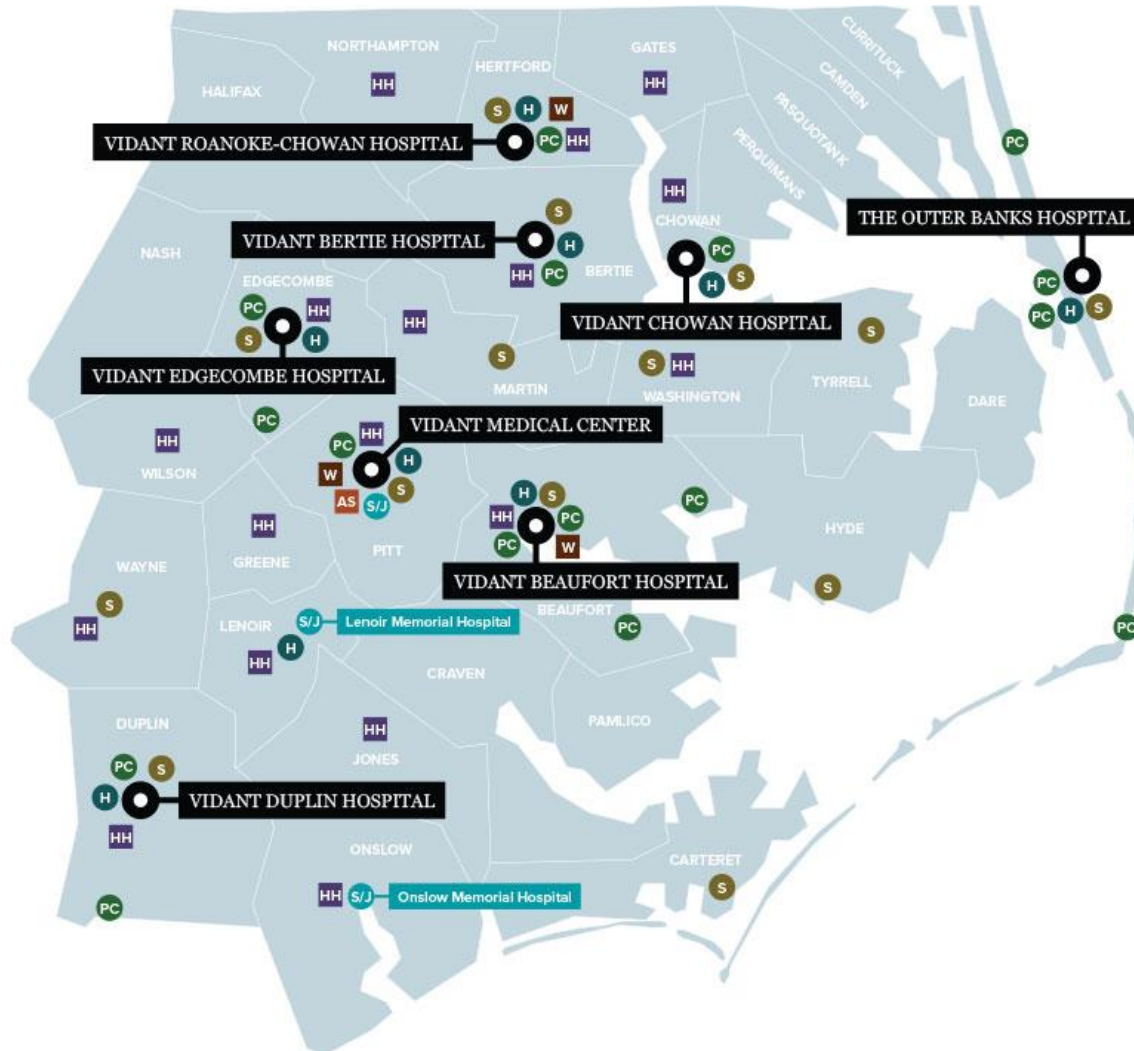 CURRITUCK
NORTHAMPTON
GATES
HERTFORD
CAMDEN
HH
HH
HALIFAX
PASQUOTANK
S
H
W
VIDANT ROANOKE-CHOWAN HOSPITAL
PC
HH
PC
PERQUIMANS
HH
S
CHOWAN
THE OUTER BANKS HOSPITAL
VIDANT BERTIE HOSPITAL
H
PC
NASH
HH
PC
BERTIE
H
S
EDGECOMBE
PC
PC
HH
S
H
HH
VIDANT CHOWAN HOSPITAL
PC
H
S
S
VIDANT EDGECOMBE HOSPITAL
S
MARTIN
S
HH
WASHINGTON
TYRRELL
DARE
PC
VIDANT MEDICAL CENTER
HH
WILSON
PC
HH
H
W
S
AS
S/J
H
S
PC
HH
PC
W
PC
HYDE
HH
GREENE
PITT
WAYNE
VIDANT BEAUFORT HOSPITAL
S
S
HH
BEAUFORT
PC
PC
LENOIR
S/J
Lenoir Memorial Hospital
H
HH
CRAVEN
PAMLICO
DUPLIN
HH
JONES
PC
S
H
VIDANT DUPLIN HOSPITAL
HH
ONSLOW
CARTERET
S
HH
S/J
Onslow Memorial Hospital
PC